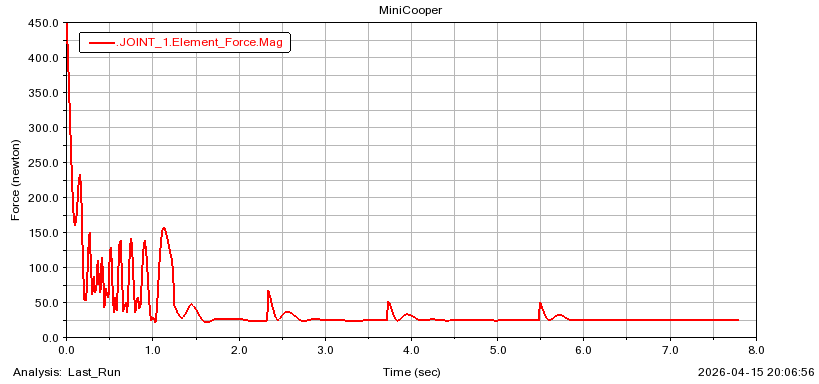 MiniCooper
450.0
.JOINT_1.Element_Force.Mag
400.0
350.0
300.0
250.0
Force (newton)
200.0
150.0
100.0
50.0
0.0
0.0 1.0 2.0 3.0 4.0 5.0 6.0 7.0 8.0
Analysis: Last_Run Time (sec) 2026-04-15 20:06:56